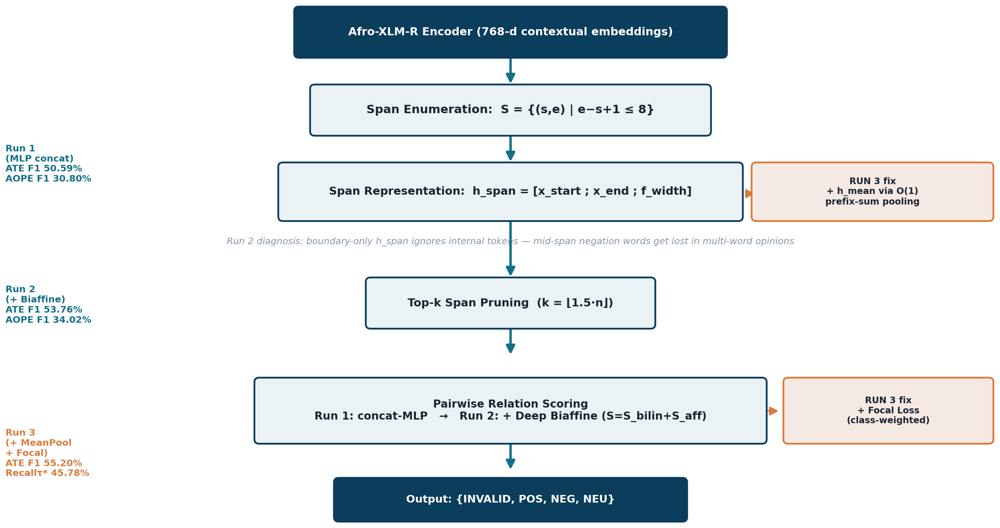 Afro-XLM-R Encoder (768-d contextual embeddings)
Span Enumeration:  S = {(s,e) | e−s+1 ≤ 8}
Run 1
(MLP concat)
ATE F1 50.59%
AOPE F1 30.80%
Span Representation:  h_span = [x_start ; x_end ; f_width]
RUN 3 fix
+ h_mean via O(1)
prefix-sum pooling
Run 2 diagnosis: boundary-only h_span ignores internal tokens — mid-span negation words get lost in multi-word opinions
Run 2
(+ Biaffine)
ATE F1 53.76%
AOPE F1 34.02%
Top-k Span Pruning  (k = ⌊1.5·n⌋)
Pairwise Relation Scoring
Run 1: concat-MLP   →   Run 2: + Deep Biaffine (S=S_bilin+S_aff)
RUN 3 fix
+ Focal Loss
(class-weighted)
Run 3
(+ MeanPool
+ Focal)
ATE F1 55.20%
Recallτ* 45.78%
Output: {INVALID, POS, NEG, NEU}